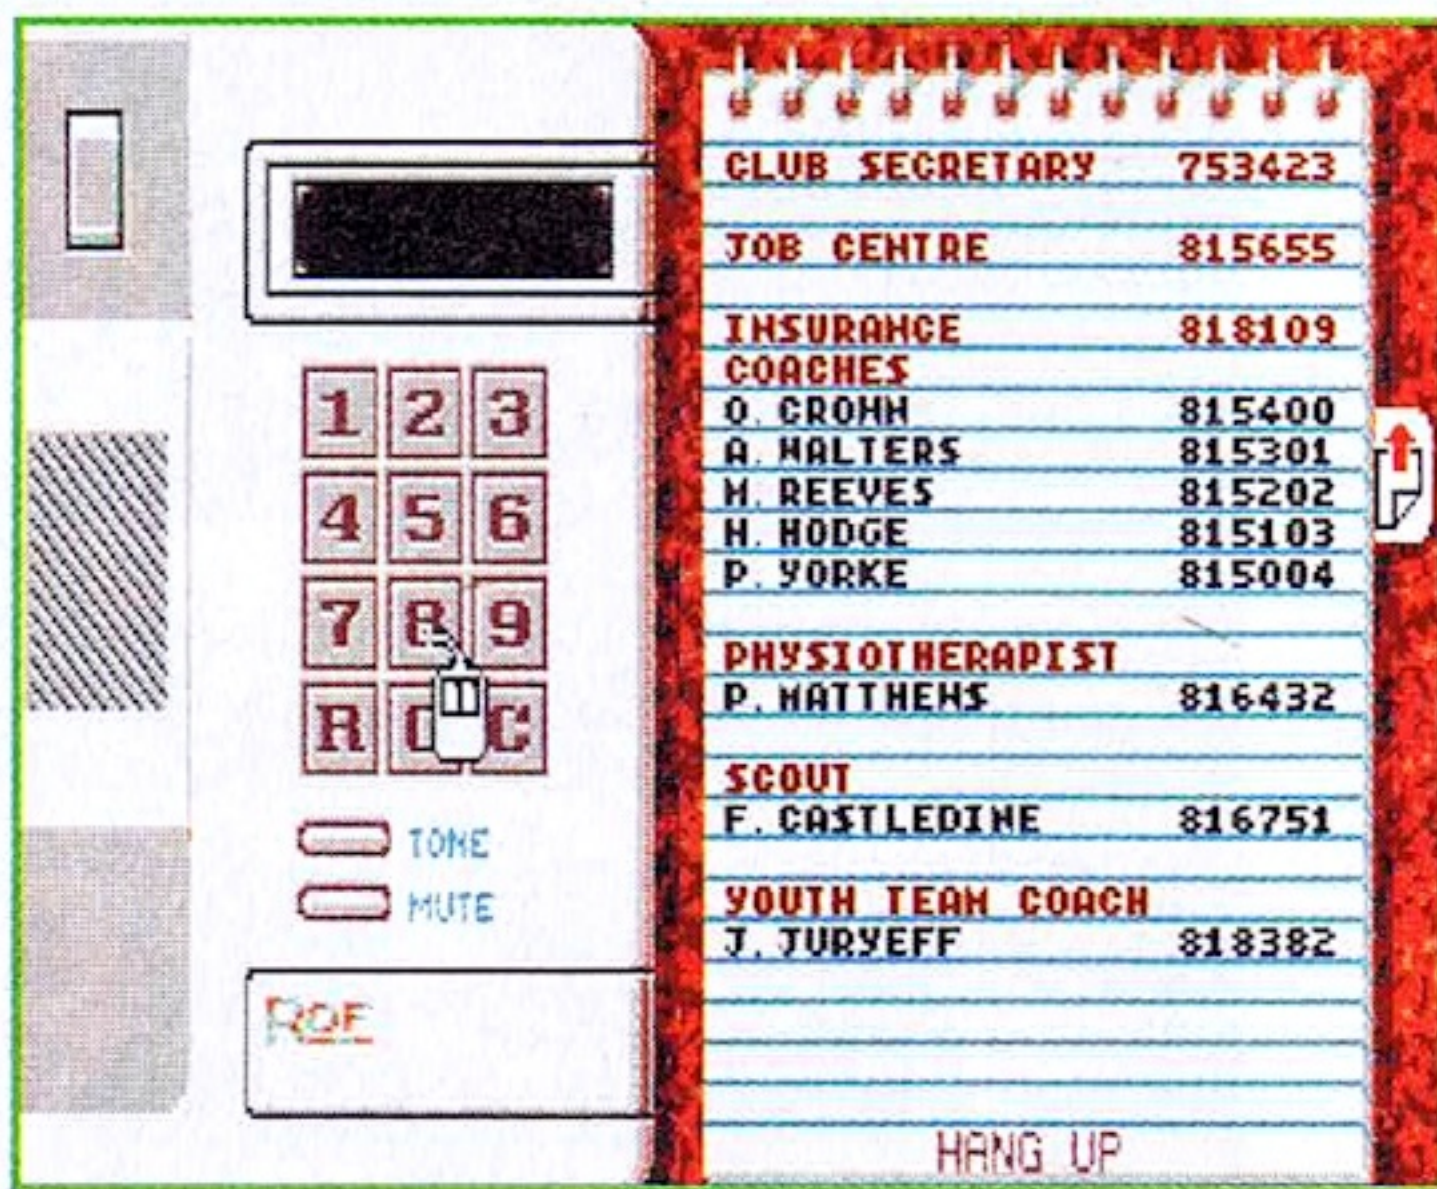 CLUB SECRETARY 753423
JOB CENTRE 815655
INSURANCE 818109
COACHES
O. CROWN 815400
A. WALTERS 815301
M. REEVES 815202
H. HODGE 815103
P. YORKE 815004
PHYSIOTHERAPIST
P. MATTHEWS 816432
SCOUT
F. CASTLEDINE 816751
YOUTH TEAM COACH
J. JURYEFF 818382
HANG UP
1 2 3
4 5 6
7 8 9
R C
TONE
MUTE